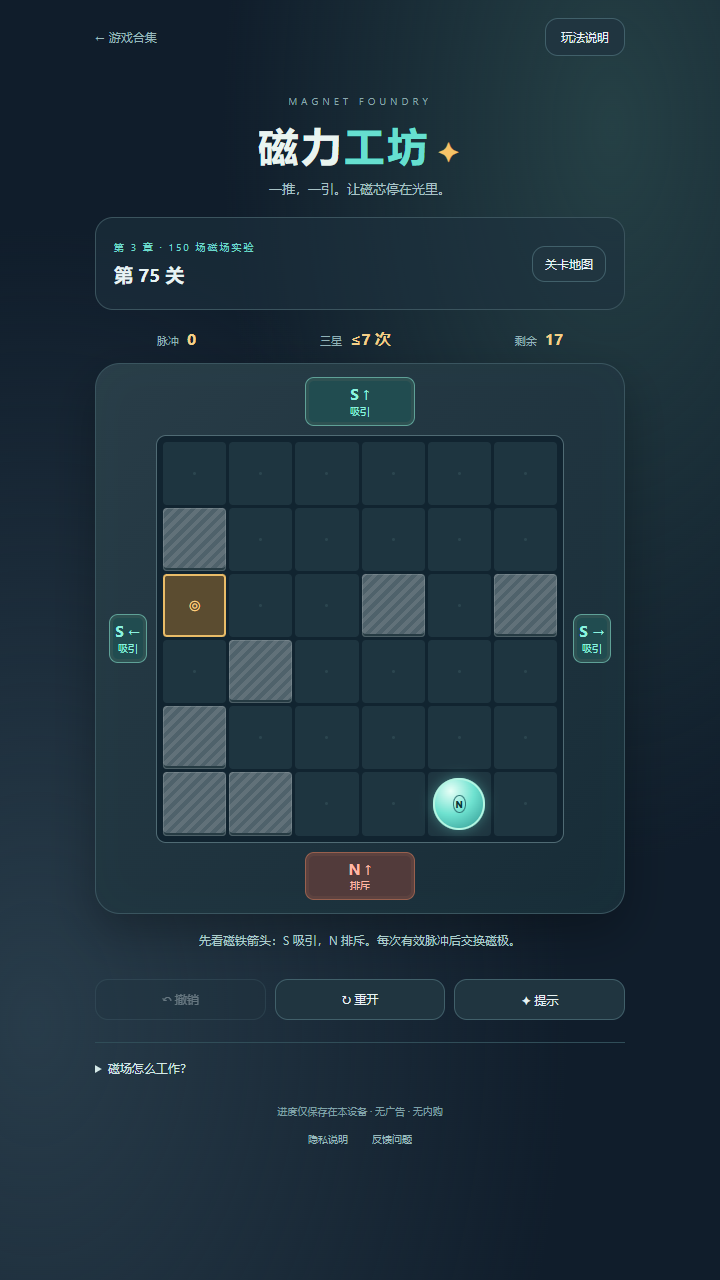 ← 游戏合集
玩法说明
MAGNET FOUNDRY
磁力工坊 ✦
一推，一引。让磁芯停在光里。
第 3 章 · 150 场磁场实验
第 75 关
关卡地图
脉冲 0
三星 ≤7 次
剩余 17
S ↑
吸引
S ←
吸引
S →
吸引
◎
N
N ↑
排斥
先看磁铁箭头：S 吸引，N 排斥。每次有效脉冲后交换磁极。
↶ 撤销
↻ 重开
✦ 提示
▶ 磁场怎么工作？
进度仅保存在本设备 · 无广告 · 无内购
隐私说明
反馈问题